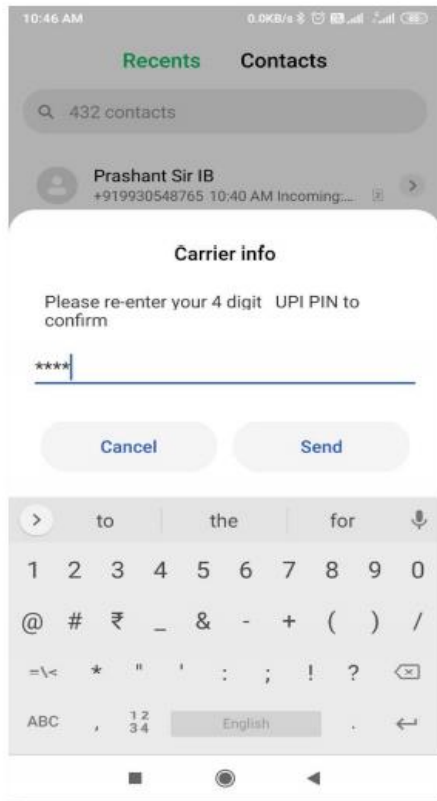 10:46 AM 0.0KB/s
Recents Contacts
432 contacts
Prashant Sir IB
+919930548765 10:40 AM Incoming:...
Carrier info
Please re-enter your 4 digit UPI PIN to
confirm
****
Cancel Send
to the for
1 2 3 4 5 6 7 8 9 0
@ # ₹ _ & - + ( ) /
=\< * " ' : ; ! ?
ABC , 12 English .
34